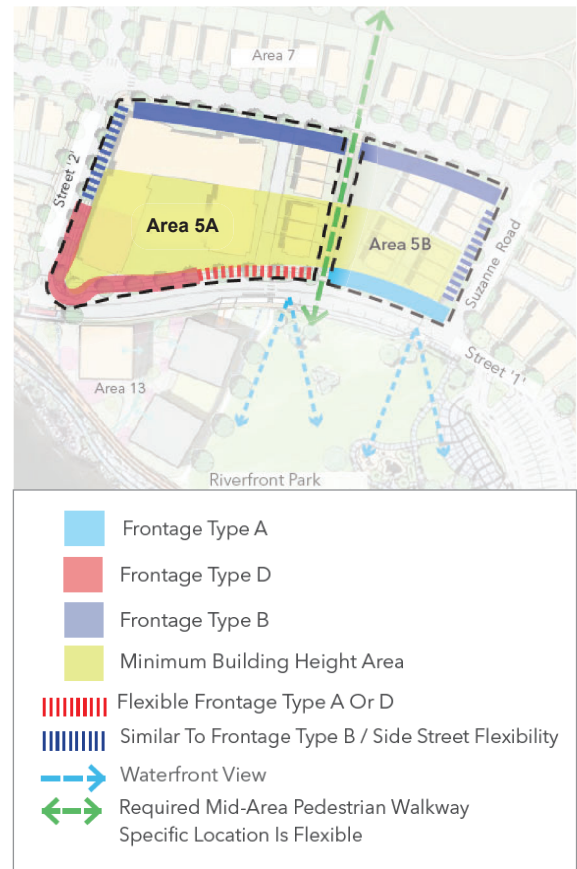 Area 7
Street '2'
Area 5A
Area 5B
Suzanne Road
Street '1'
Area 13
Riverfront Park
Frontage Type A
Frontage Type D
Frontage Type B
Minimum Building Height Area
Flexible Frontage Type A Or D
Similar To Frontage Type B / Side Street Flexibility
Waterfront View
Required Mid-Area Pedestrian Walkway
Specific Location Is Flexible